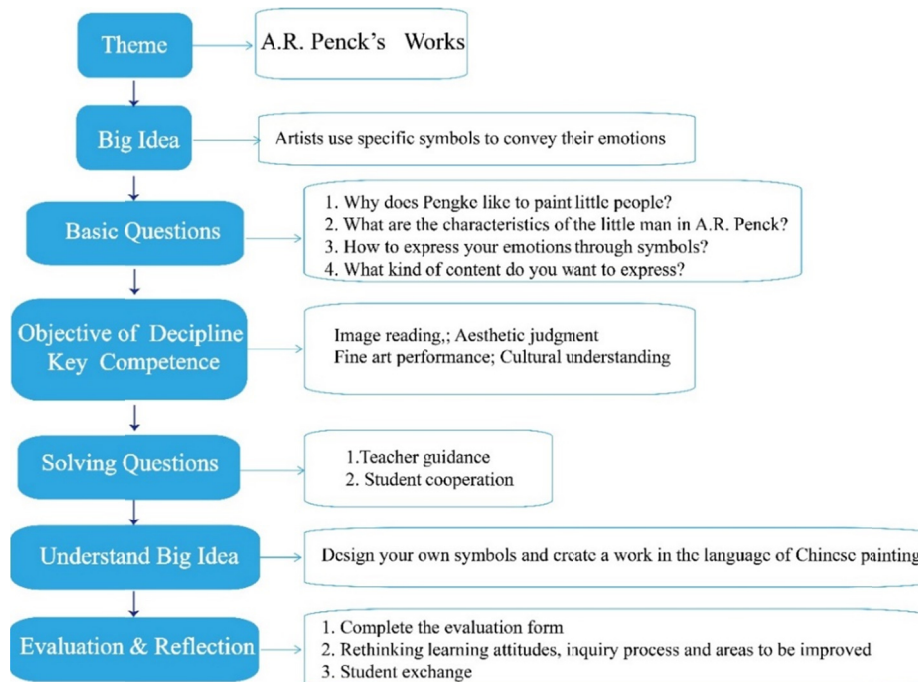 Theme
A.R. Penck's Works
Big Idea
Artists use specific symbols to convey their emotions
Basic Questions
1. Why does Pengke like to paint little people?
2. What are the characteristics of the little man in A.R. Penck?
3. How to express your emotions through symbols?
4. What kind of content do you want to express?
Objective of Decipline
Key Competence
Image reading,; Aesthetic judgment
Fine art performance; Cultural understanding
Solving Questions
1.Teacher guidance
2. Student cooperation
Understand Big Idea
Design your own symbols and create a work in the language of Chinese painting
Evaluation & Reflection
1. Complete the evaluation form
2. Rethinking learning attitudes, inquiry process and areas to be improved
3. Student exchange